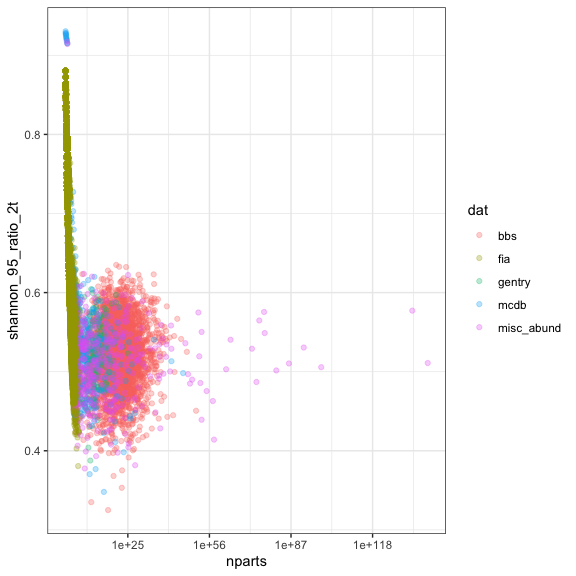 shannon_95_ratio_2t
0.8
0.6
0.4
1e+25 1e+56 1e+87 1e+118
nparts
dat
bbs
fia
gentry
mcdb
misc_abund